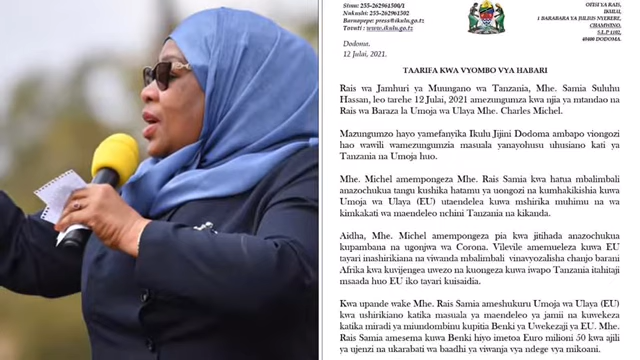 Simu: 255-262961500/1
Nukushi: 255-262961502
Baruapepe: press@ikulu.go.tz
Tovuti : www.ikulu.go.tz
OFISI YA RAIS,
IKULU,
1 BARABARA YA JULIUS NYERERE,
CHAMWINO,
S.L.P 1102,
40400 DODOMA.
Dodoma.
12 Julai, 2021.
TAARIFA KWA VYOMBO VYA HABARI
Rais wa Jamhuri ya Muungano wa Tanzania, Mhe. Samia Suluhu
Hassan, leo tarehe 12 Julai, 2021 amezungumza kwa njia ya mtandao na
Rais wa Baraza la Umoja wa Ulaya Mhe. Charles Michel.
Mazungumzo hayo yamefanyika Ikulu Jijini Dodoma ambapo viongozi
hao wawili wamezungumzia masuala yanayohusu uhusiano kati ya
Tanzania na Umoja huo.
Mhe. Michel amempongeza Mhe. Rais Samia kwa hatua mbalimbali
anazochukua tangu kushika hatamu ya uongozi na kumhakikishia kuwa
Umoja wa Ulaya (EU) utaendelea kuwa mshirika muhimu na wa
kimkakati wa maendeleo nchini Tanzania na kikanda.
Aidha, Mhe. Michel amempongeza pia kwa jitihada anazochukua
kupambana na ugonjwa wa Corona. Vilevile amemueleza kuwa EU
tayari inashirikiana na viwanda mbalimbali vinavyozalisha chanjo barani
Afrika kwa kuvijengea uwezo na kuongeza kuwa iwapo Tanzania itahitaji
msaada huo EU iko tayari kuisaidia.
Kwa upande wake Mhe. Rais Samia ameshukuru Umoja wa Ulaya (EU)
kwa ushirikiano katika masuala ya maendeleo ya jamii na kuwekeza
katika miradi ya miundombinu kupitia Benki ya Uwekezaji ya EU. Mhe.
Rais Samia amesema kuwa Benki hiyo imetoa Euro milioni 50 kwa ajili
ya ujenzi na ukarabati wa baadhi ya viwanja vya ndege vya mikoani.